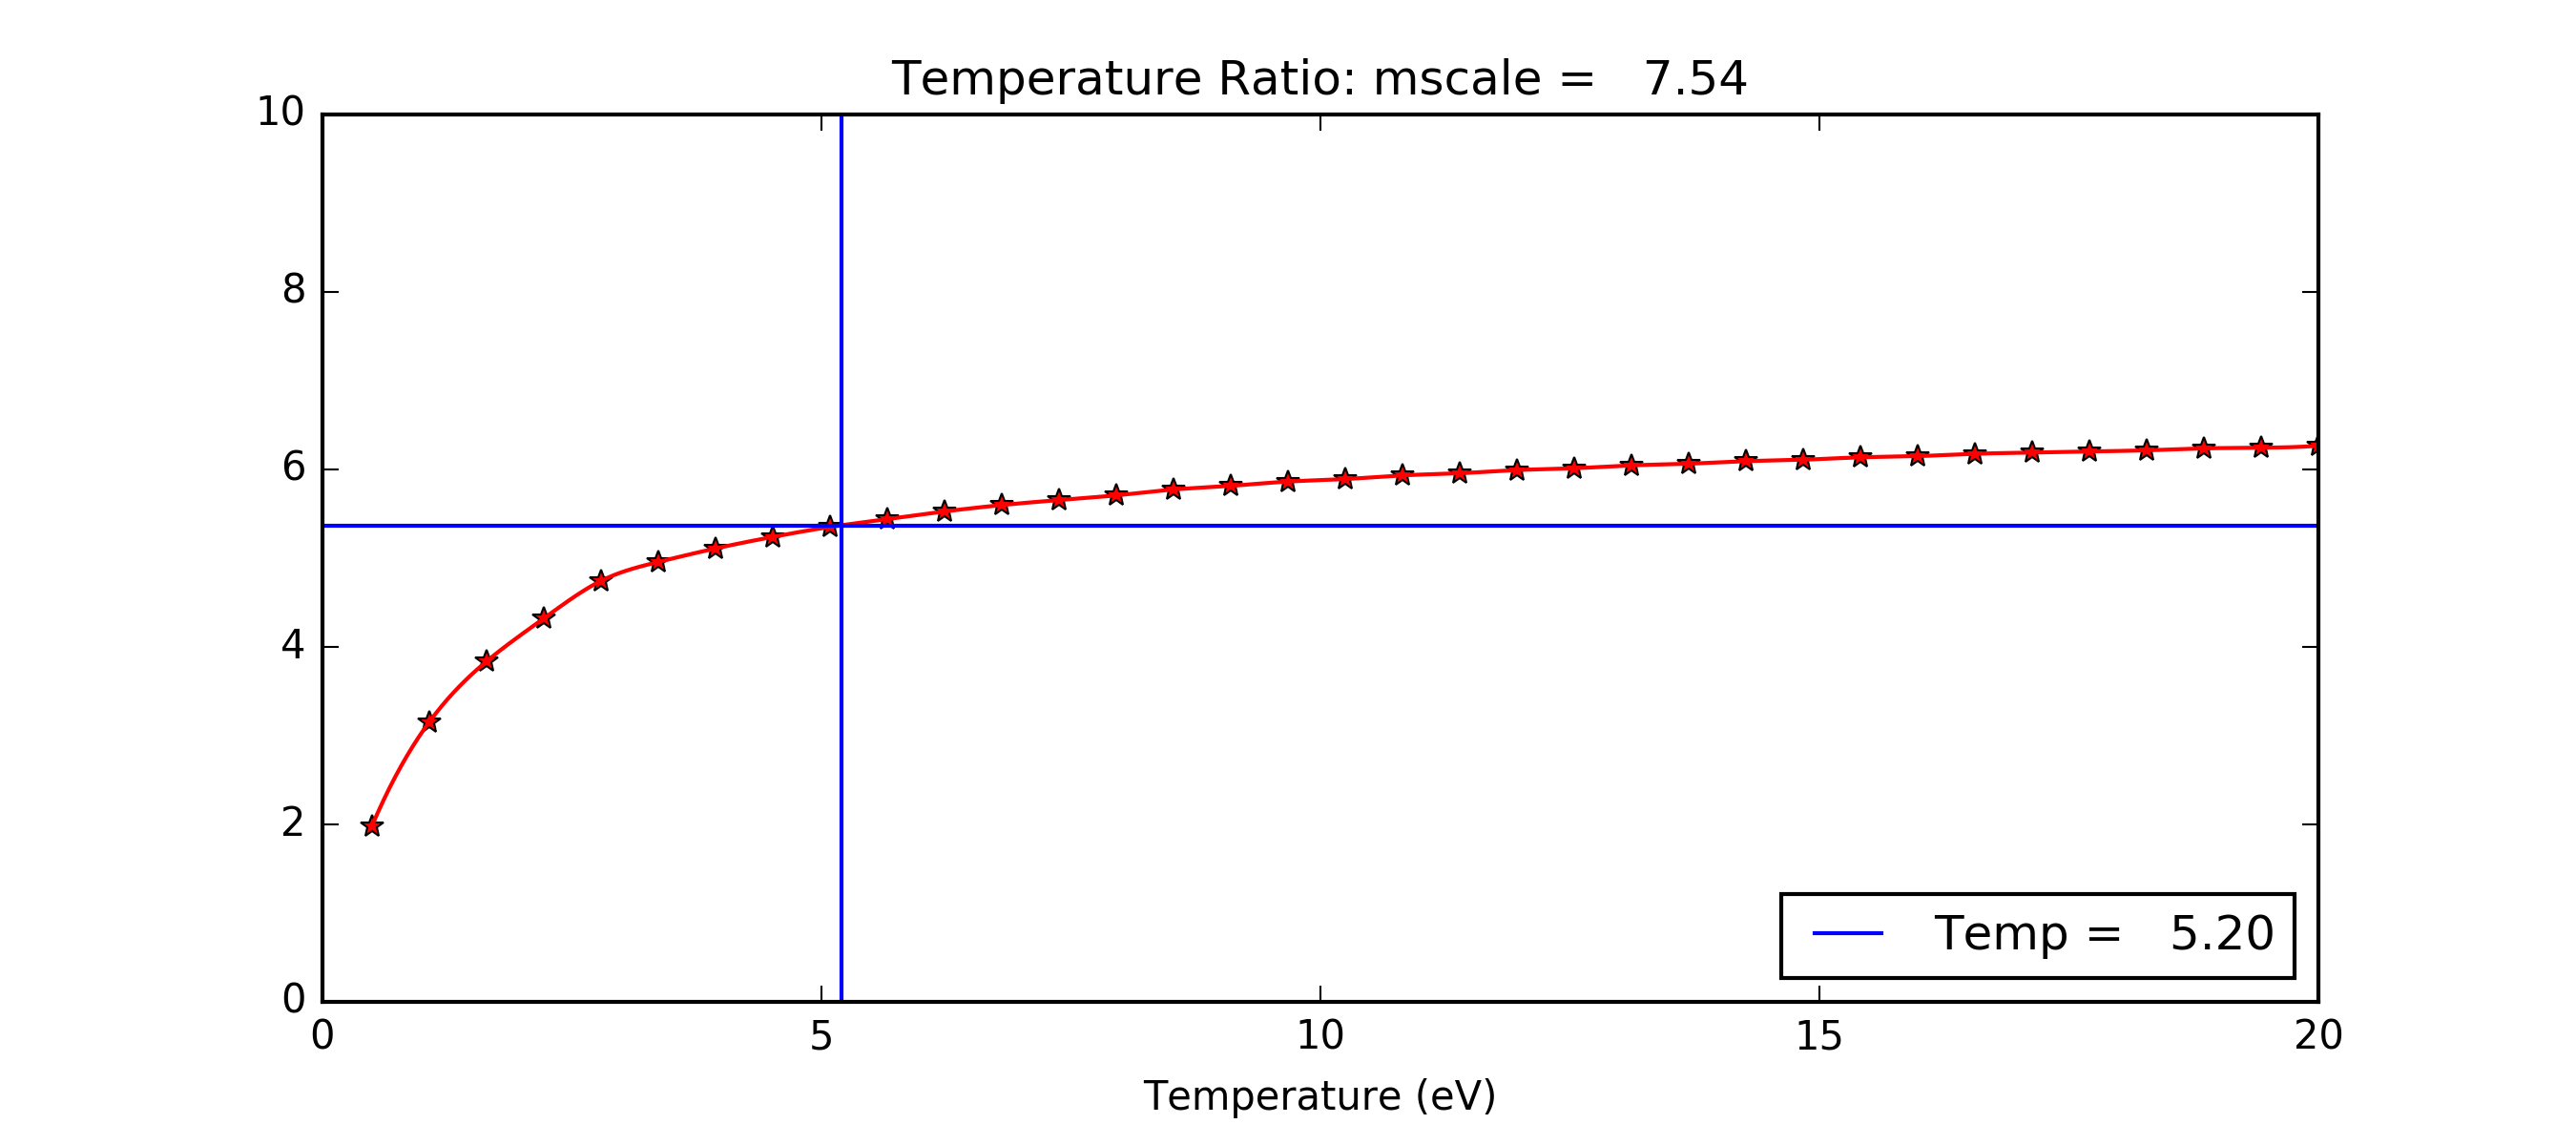 Temperature Ratio: mscale = 7.54
10
8
6
4
2
0
0 5 10 15 20
Temperature (eV)
Temp = 5.20